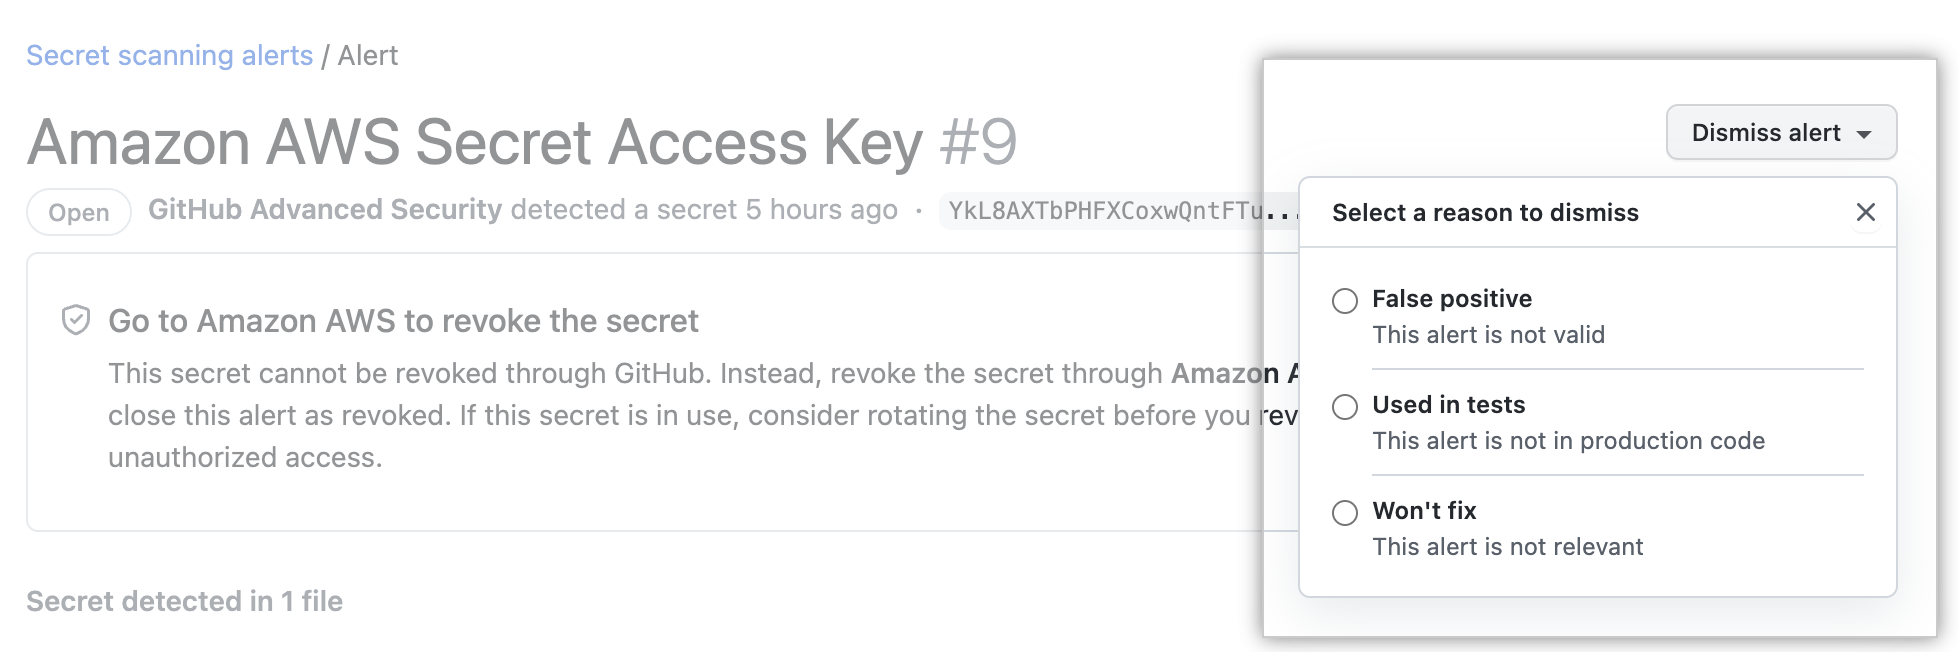 Secret scanning alerts / Alert
Amazon AWS Secret Access Key #9
Dismiss alert
Open GitHub Advanced Security detected a secret 5 hours ago · YkL8AXTbPHFXCoxwQntFTu...
Go to Amazon AWS to revoke the secret
This secret cannot be revoked through GitHub. Instead, revoke the secret through Amazon A
close this alert as revoked. If this secret is in use, consider rotating the secret before you rev
unauthorized access.
Secret detected in 1 file
Select a reason to dismiss
False positive
This alert is not valid
Used in tests
This alert is not in production code
Won't fix
This alert is not relevant